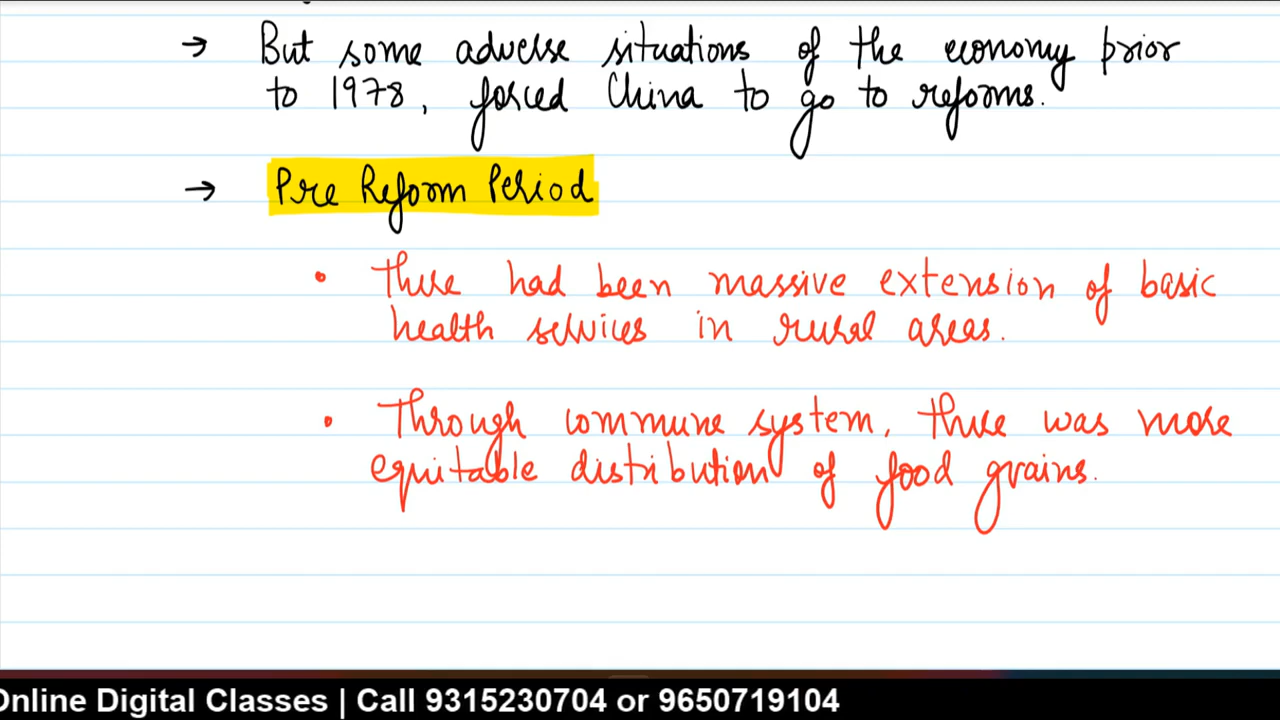 → But some adverse situations of the economy prior
to 1978, forced China to go to reforms.
→ Pre Reform Period
• There had been massive extension of basic
health services in rural areas.
• Through commune system, there was more
equitable distribution of food grains.
Online Digital Classes | Call 9315230704 or 9650719104